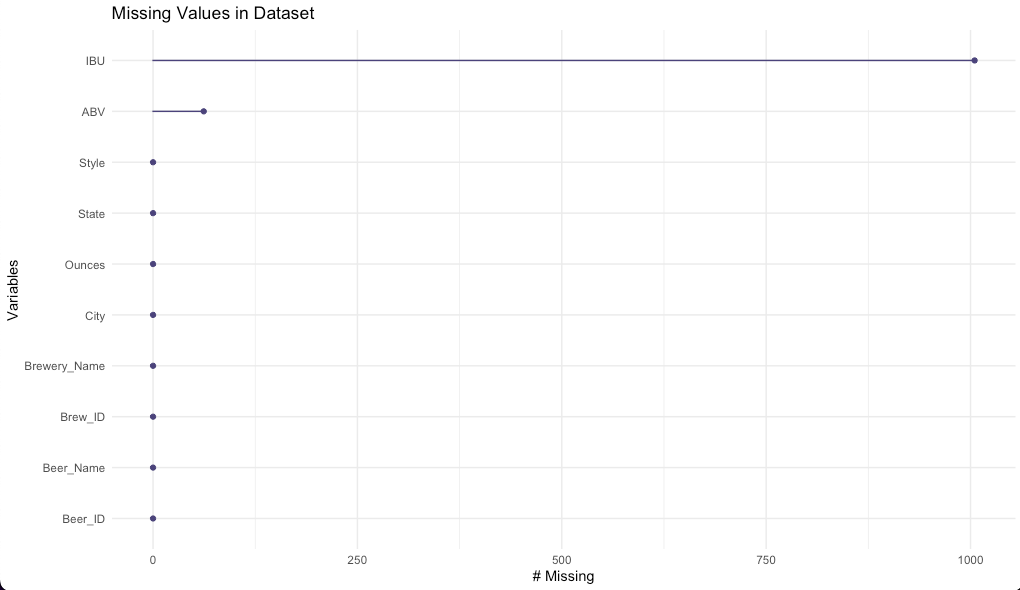 Missing Values in Dataset
IBU
ABV
Style
State
Ounces
City
Brewery_Name
Brew_ID
Beer_Name
Beer_ID
Variables
0 250 500 750 1000
# Missing